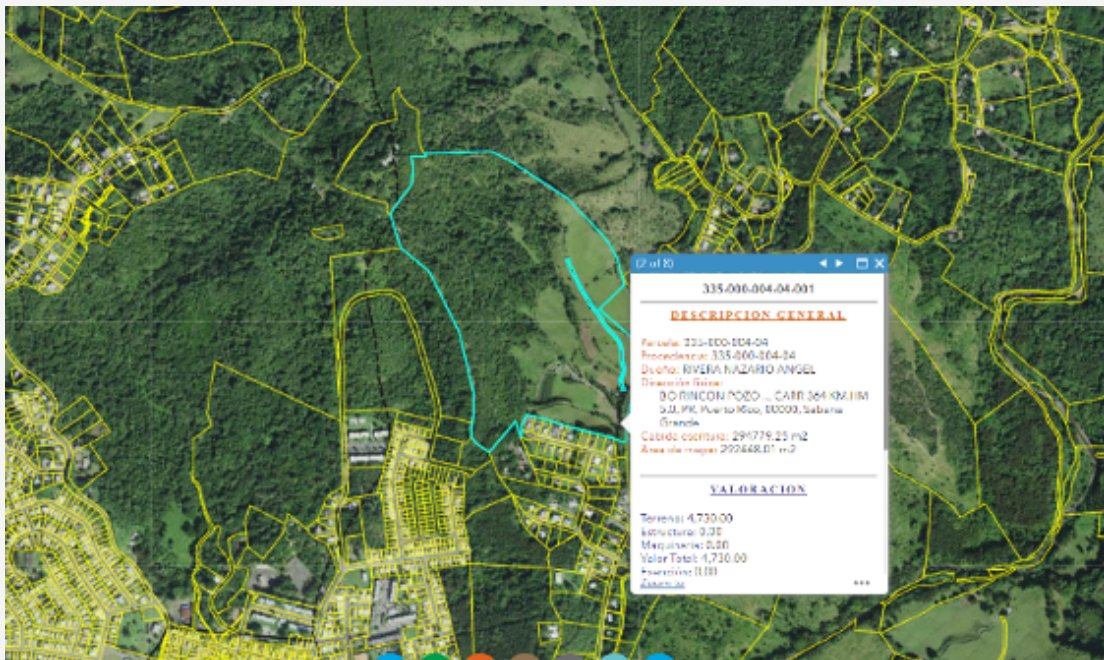 (2 of 8)
335-000-004-04-001
DESCRIPCION GENERAL
Parcela: 335-000-004-04
Procedencia: 335-000-004-04
Dueño: RIVERA NAZARIO ANGEL
Dirección física:
BO RINCON POZO ... CARR 364 KM.HM
5.0, PR, Puerto Rico, 00000, Sabana
Grande
Cabida escritura: 294779.25 m2
Área de mapa: 292668.01 m2
VALORACION
Terreno: 4,730.00
Estructura: 0.00
Maquinaria: 0.00
Valor Total: 4,730.00
Exención: 0.00
Zoom to